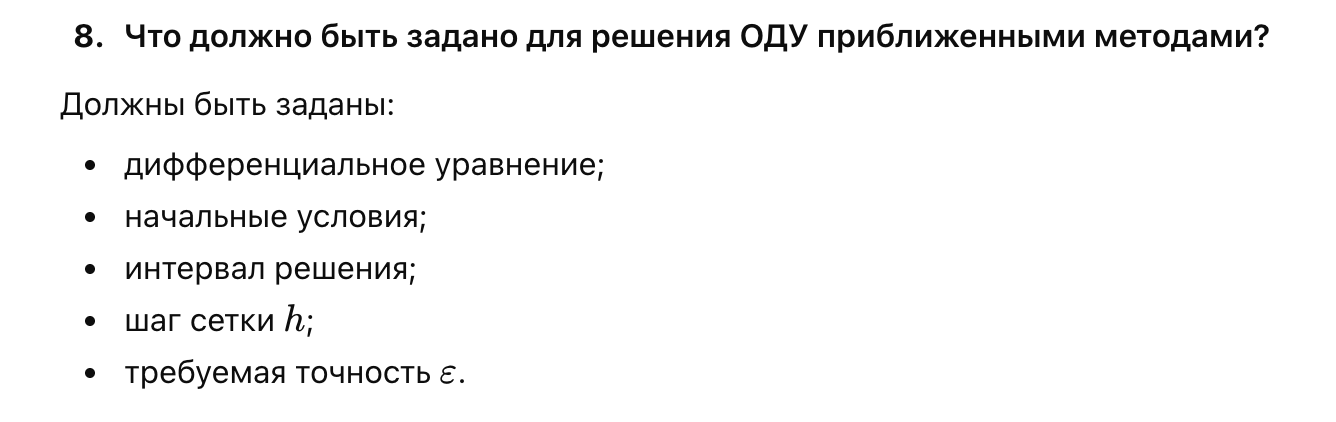 8. Что должно быть задано для решения ОДУ приближенными методами?
Должны быть заданы:
• дифференциальное уравнение;
• начальные условия;
• интервал решения;
• шаг сетки h;
• требуемая точность ε.